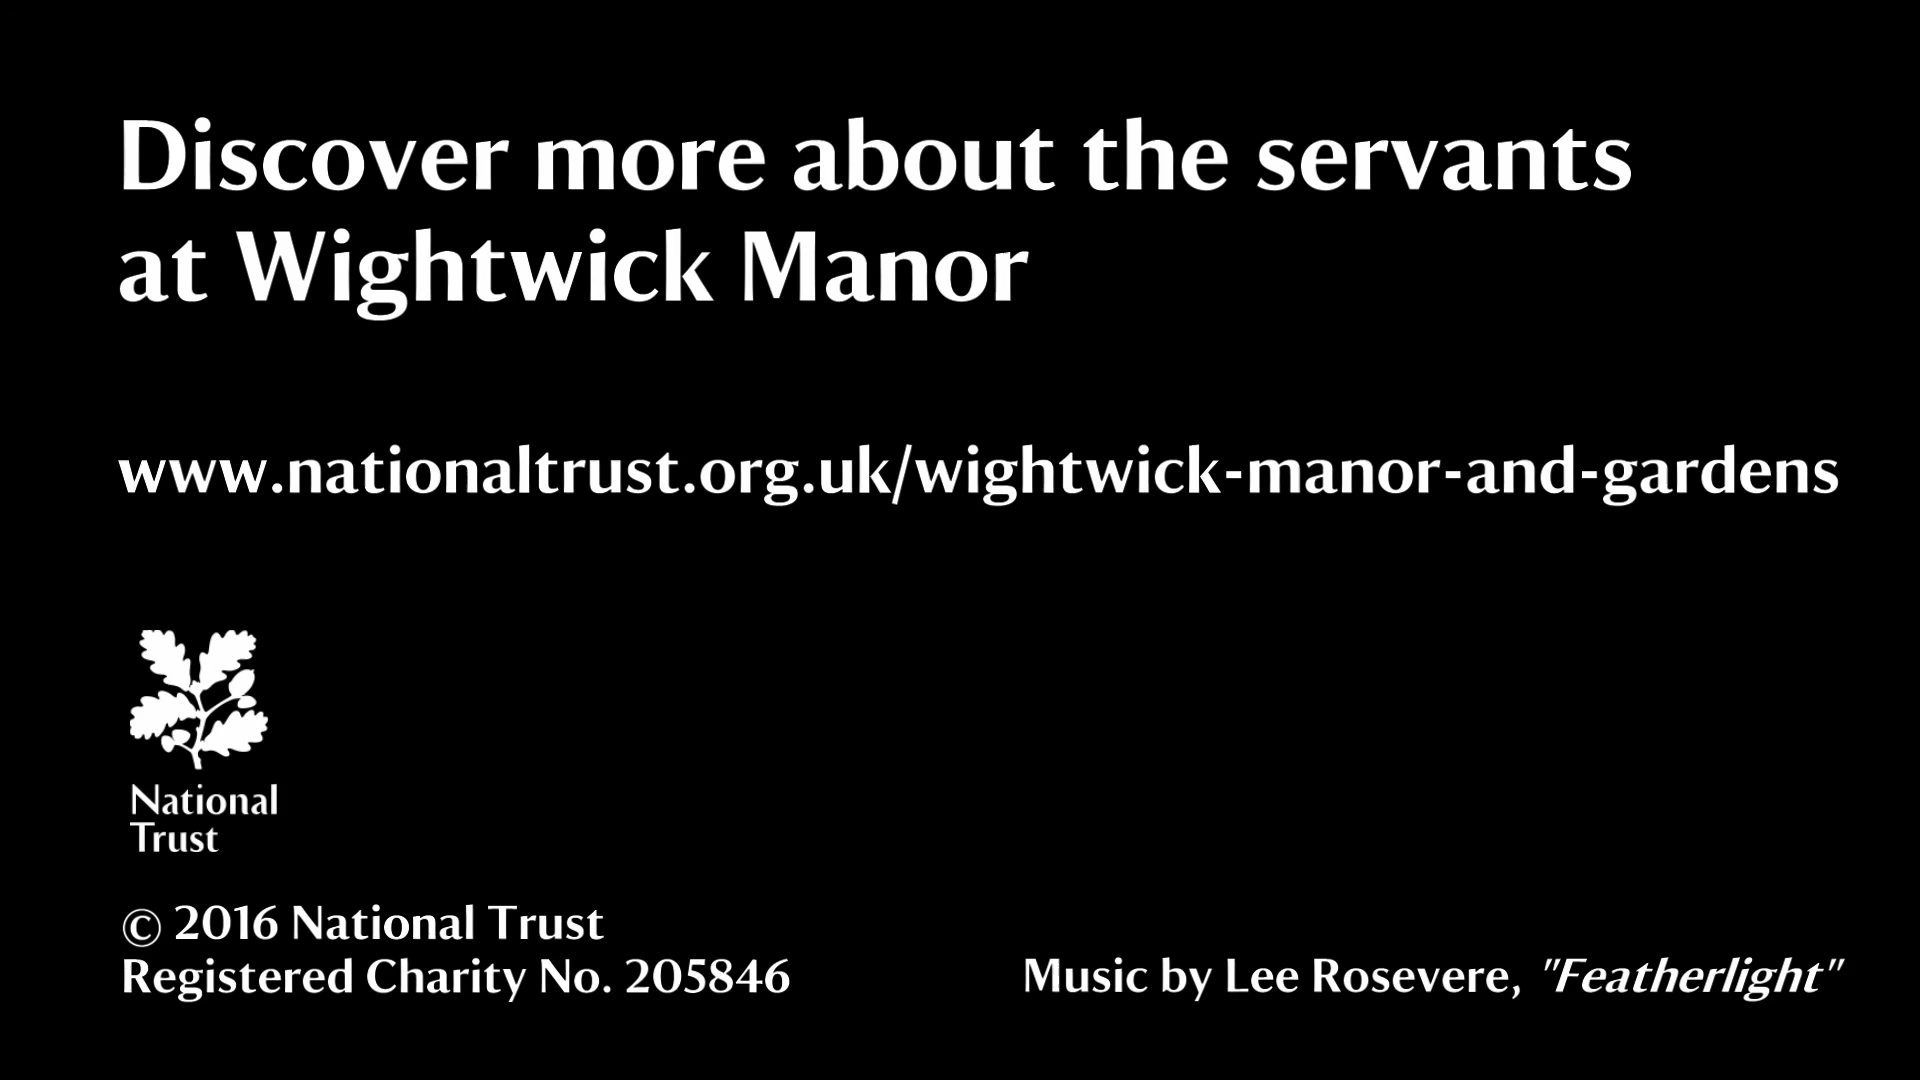 Discover more about the servants
at Wightwick Manor
www.nationaltrust.org.uk/wightwick-manor-and-gardens
National
Trust
© 2016 National Trust
Registered Charity No. 205846
Music by Lee Rosevere, "Featherlight"